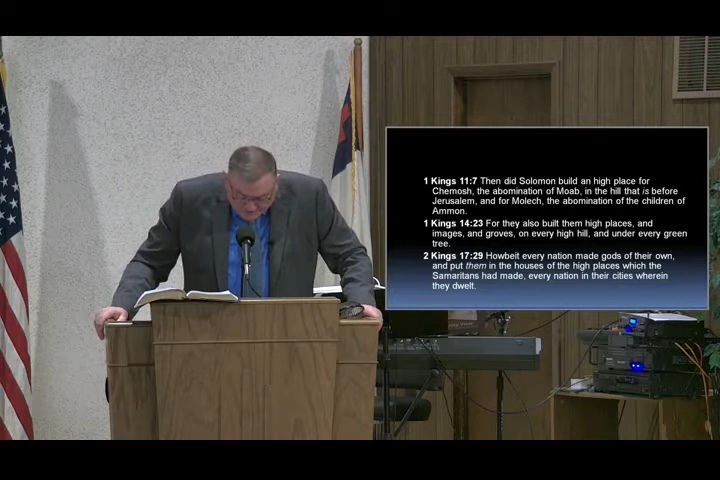 1 Kings 11:7 Then did Solomon build an high place for
Chemosh, the abomination of Moab, in the hill that is before
Jerusalem, and for Molech, the abomination of the children of
Ammon.
1 Kings 14:23 For they also built them high places, and
images, and groves, on every high hill, and under every green
tree.
2 Kings 17:29 Howbeit every nation made gods of their own,
and put them in the houses of the high places which the
Samaritans had made, every nation in their cities wherein
they dwelt.